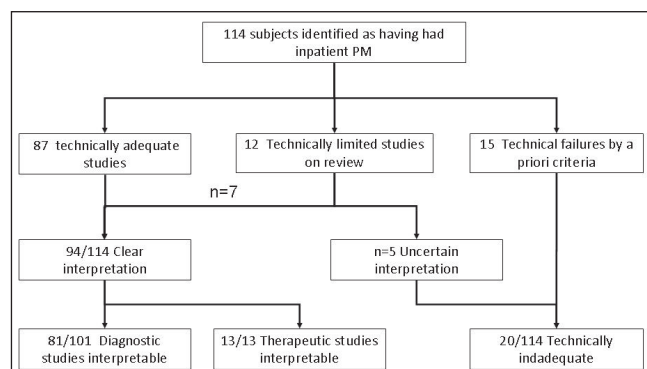 114 subjects identified as having had
inpatient PM
87 technically adequate
studies
12 Technically limited studies
on review
15 Technical failures by a
priori criteria
n=7
94/114 Clear
interpretation
n=5 Uncertain
interpretation
81/101 Diagnostic
studies interpretable
13/13 Therapeutic studies
interpretable
20/114 Technically
indadequate